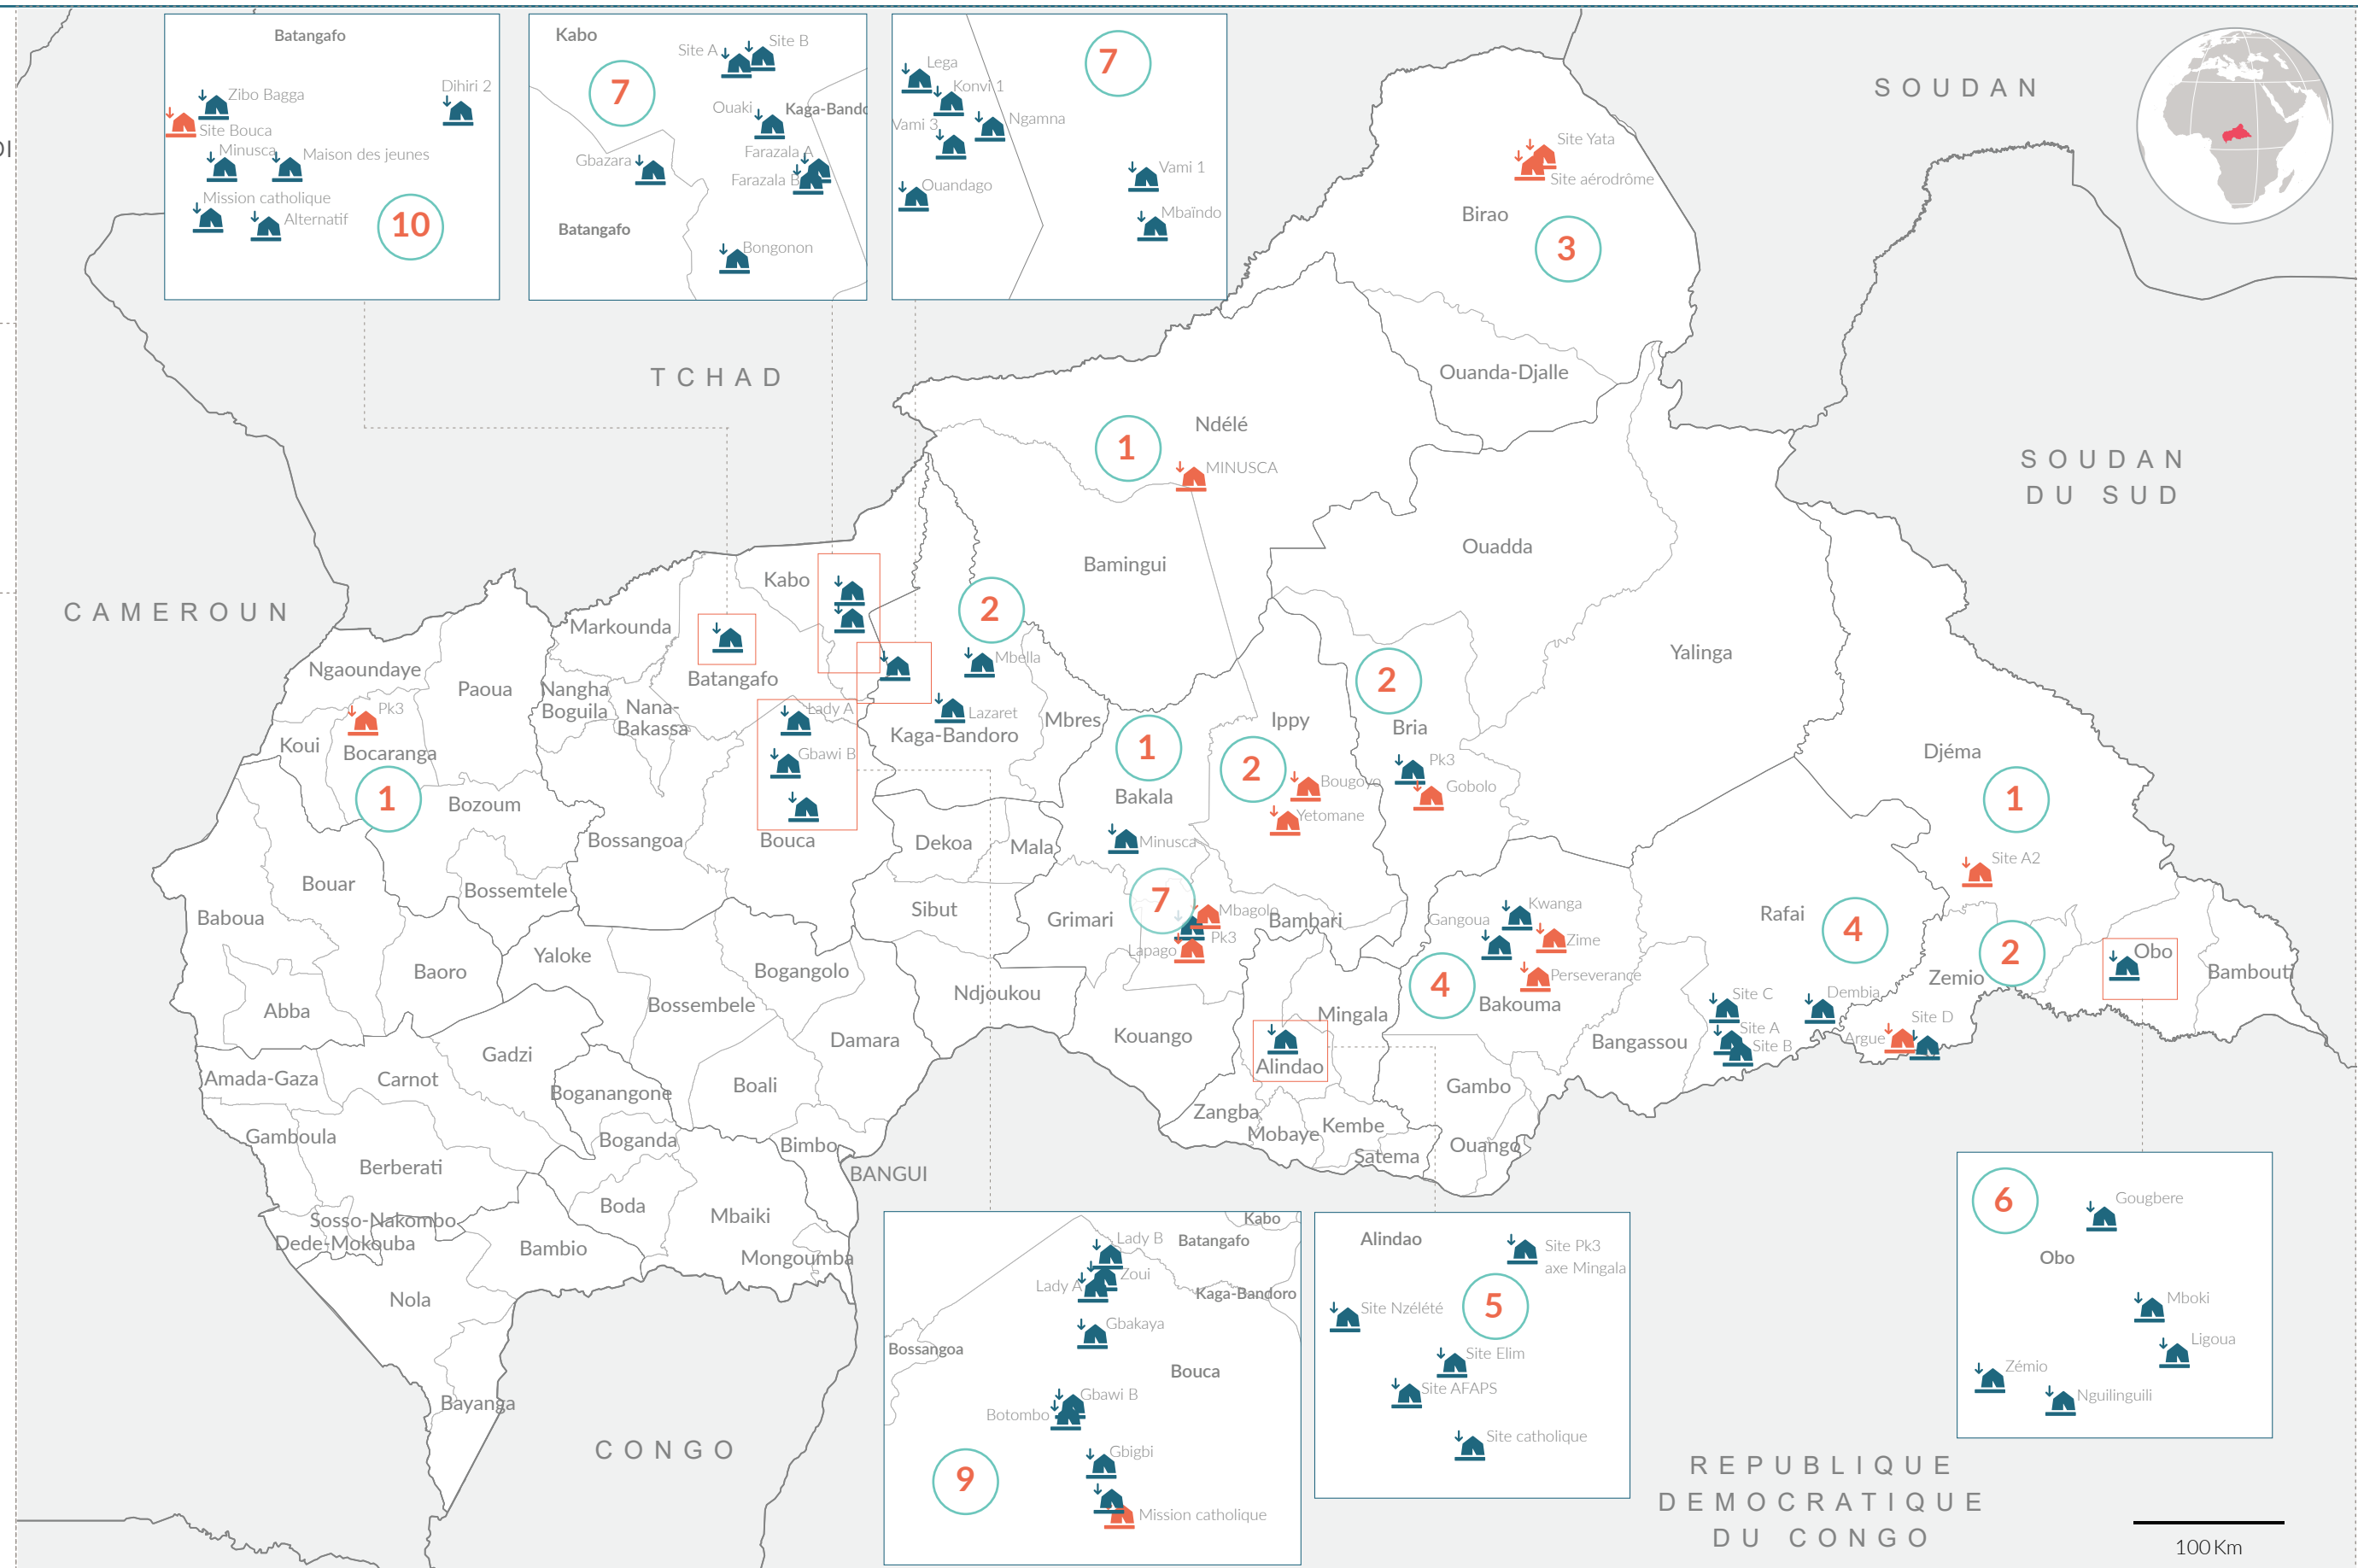 Batangafo
Zibo Bagga
Dihiri 2
Site Bouca
Minusca
Maison des jeunes
Mission catholique
Alternatif
10
Kabo
7
Site A
Site B
Ouaki
Kaga-Bando
Gbazara
Farazala A
Farazala B
Batangafo
Bongonon
7
Lega
Konvi 1
Vami 3
Ngamna
Ouandago
Vami 1
Mbaïndo
DI
SOUDAN
Site Yata
Site aérodrôme
Birao
3
Ouanda-Djalle
TCHAD
Ndélé
1
MINUSCA
SOUDAN
DU SUD
Ouadda
Bamingui
Kabo
2
CAMEROUN
Markounda
Yalinga
Ngaoundaye
Batangafo
Mbella
2
Paoua
Nangha
Boguila
Nana-
Bakassa
Pk3
Lady A
Lazaret
Kaga-Bandoro
Mbres
Ippy
Bria
Koui
Bocaranga
Gbawi B
1
2
Pk3
Djéma
1
Bozoum
Bakala
Bougoyo
Gobolo
1
Yetomane
Bossangoa
Bouca
Dekoa
Mala
Minusca
Site A2
Bouar
Bossemtele
7
Baboua
Sibut
Grimari
Mbagolo
Bambari
Pk3
Lapago
Kwanga
Gangoua
Zime
Perseverance
Rafai
4
2
Yaloke
Baoro
Bogangolo
Bossembele
Ndjoukou
4
Bakouma
Zemio
Obo
Bambouti
Abba
Mingala
Site C
Dembia
Site A
Site B
Site D
Argue
Damara
Kouango
Bangassou
Gadzi
Alindao
Amada-Gaza
Carnot
Boganangone
Boali
Gambo
Zangba
Gamboula
Boganda
Bimbo
Mobaye
Kembe
Ouango
Satema
Berberati
BANGUI
Boda
Mbaiki
Sosso-Nakombo
Dede-Mokouba
Bambio
Mongoumba
Nola
Bayanga
CONGO
Kabo
Lady B
Batangafo
Zoui
Lady A
Kaga-Bandoro
Gbakaya
Bossangoa
Bouca
Gbawi B
Botombo
Gbigbi
9
Mission catholique
Alindao
Site Pk3
axe Mingala
5
Site Nzélété
Site Elim
Site AFAPS
Site catholique
6
Gougbere
Obo
Mboki
Ligoua
Zémio
Nguilinguili
REPUBLIQUE
DEMOCRATIQUE
DU CONGO
100 Km